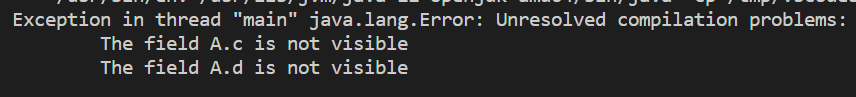 Exception in thread "main" java.lang.Error: Unresolved compilation problems:
The field A.c is not visible
The field A.d is not visible